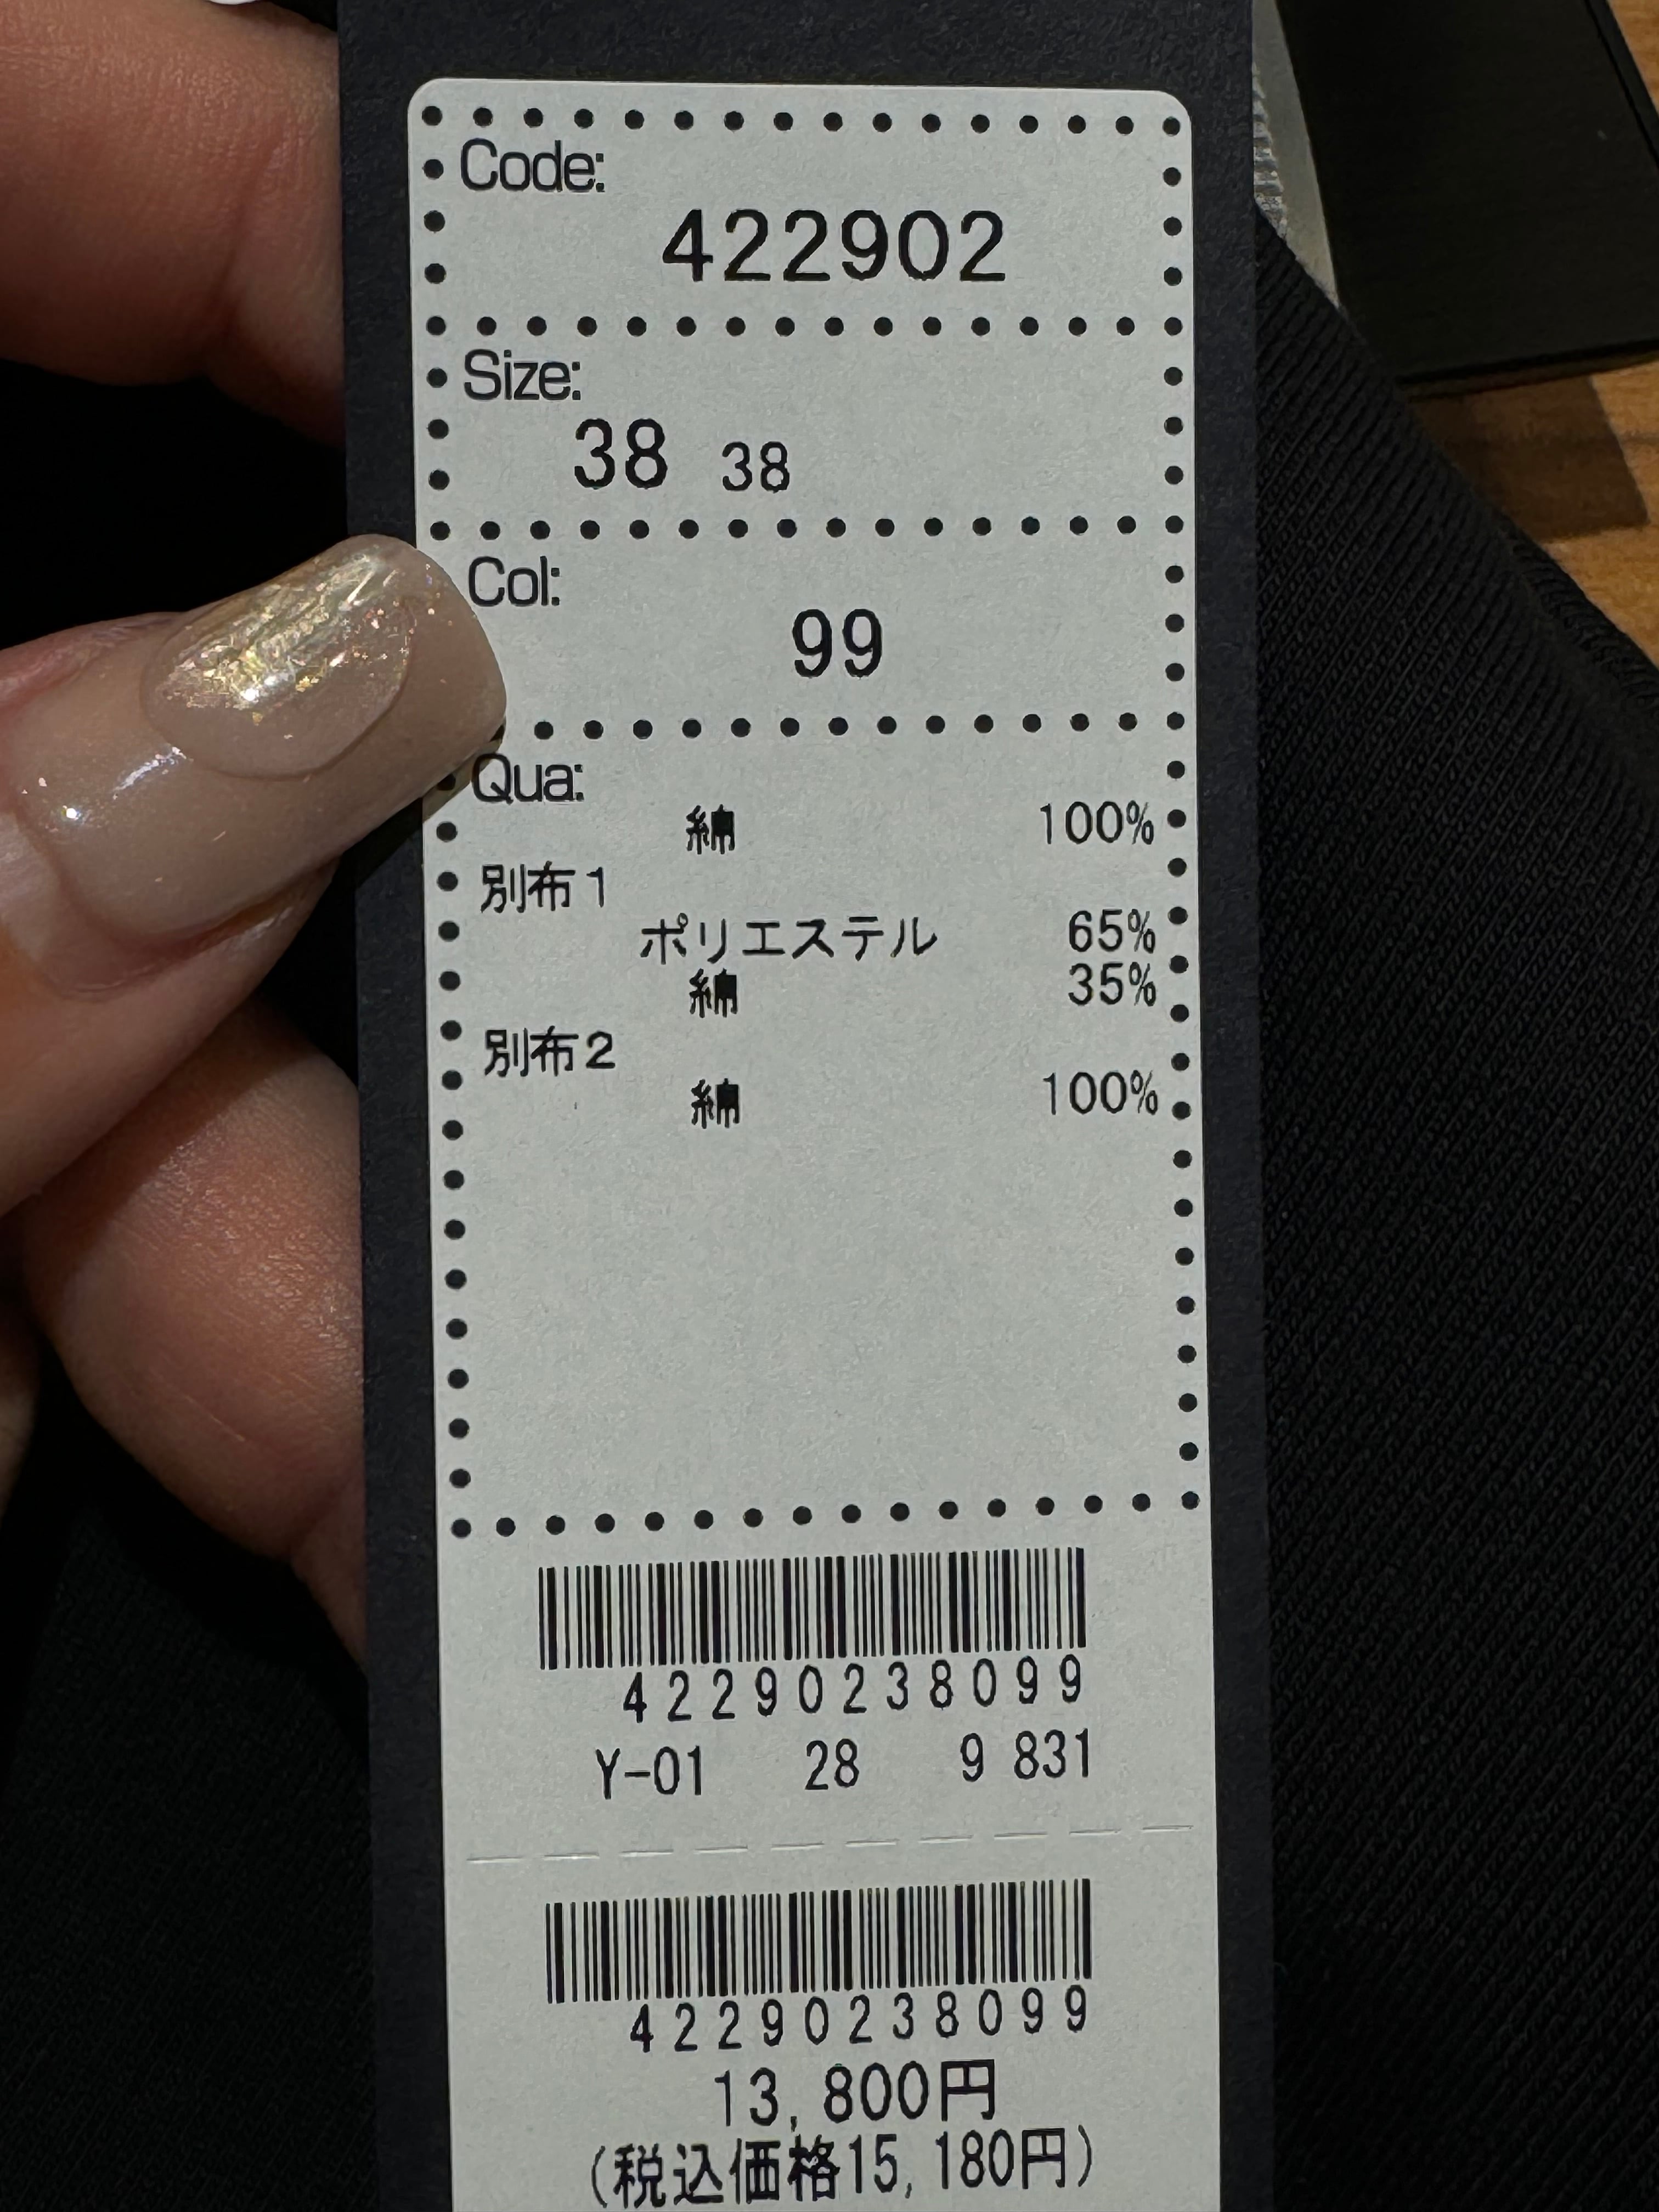 Code:
422902
Size:
38 38
Col:
99
Qua:
綿 100%
別布1
ポリエステル 65%
綿 35%
別布2
綿 100%
42290238099
Y-01 28 9 831
42290238099
13,800円
(税込価格15,180円)